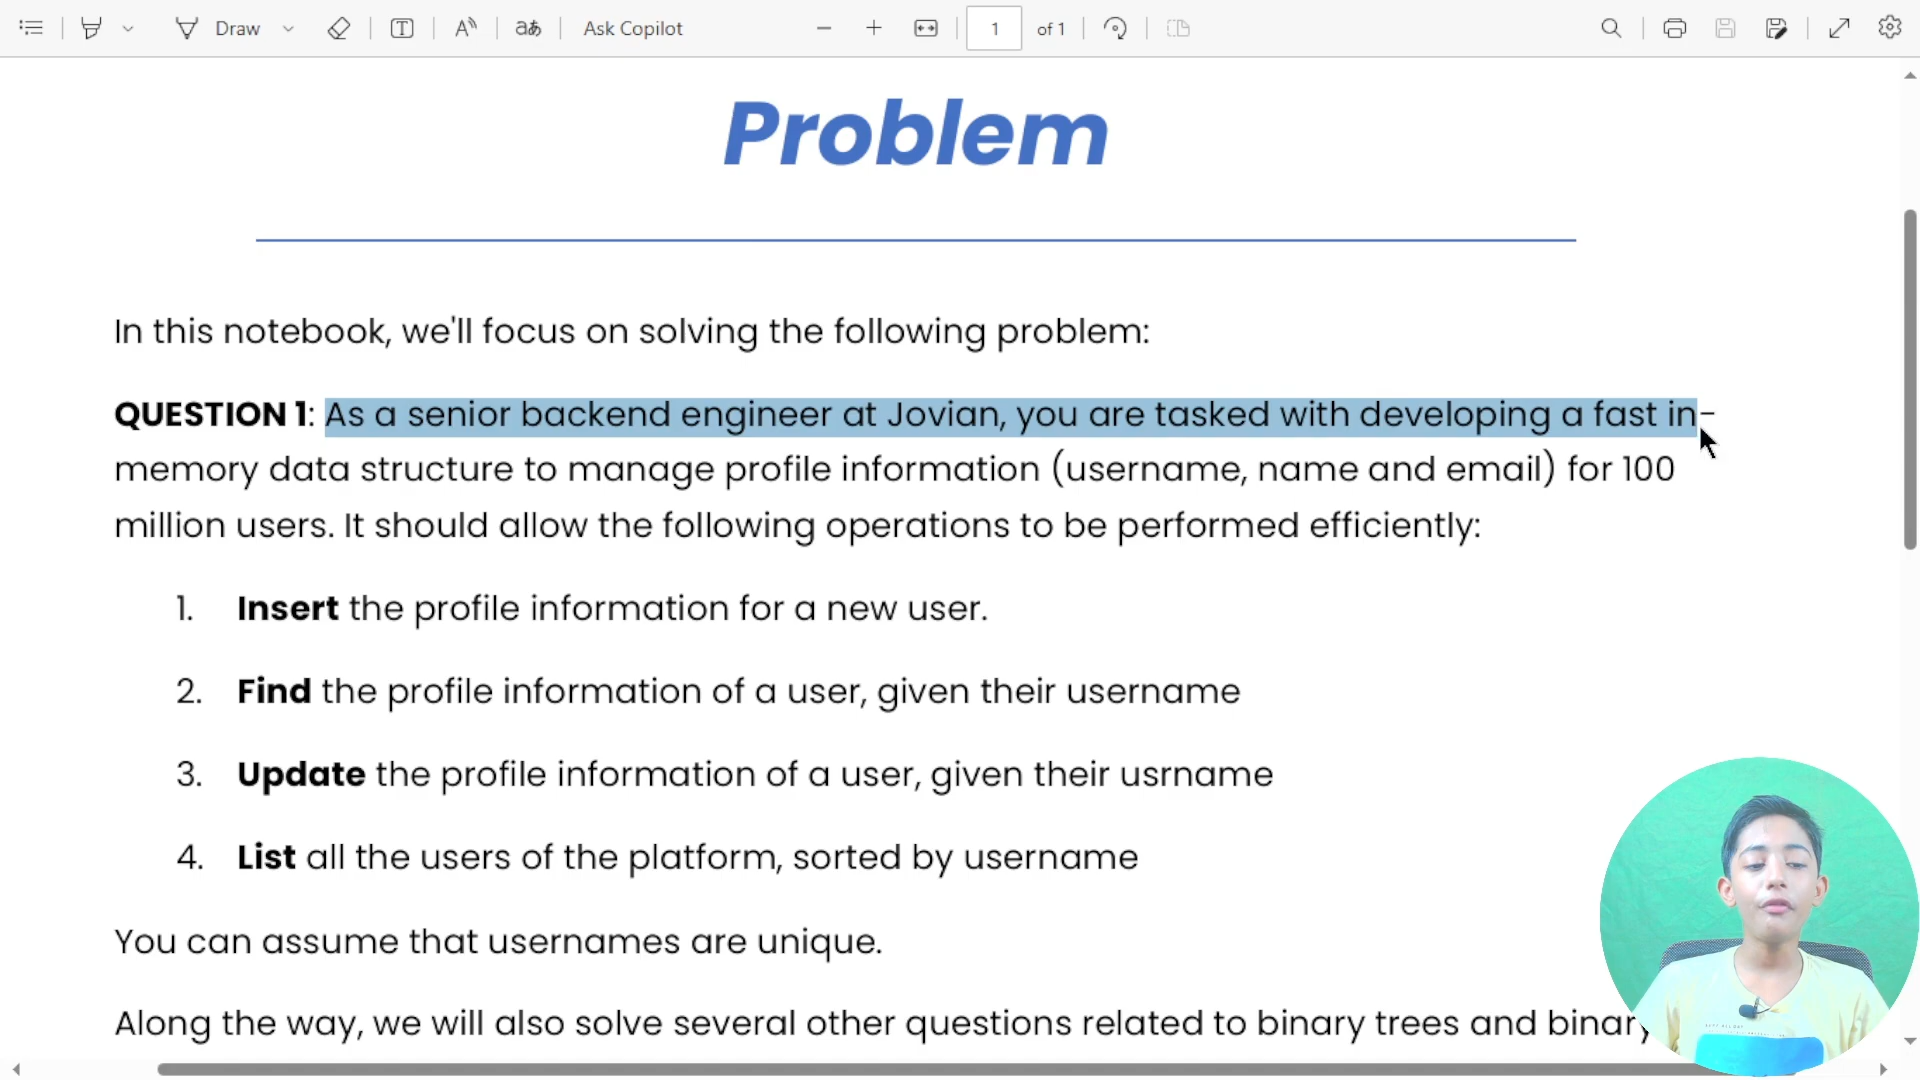 Draw
A
aあ
Ask Copilot
1
of 1
Problem
In this notebook, we'll focus on solving the following problem:
QUESTION 1: As a senior backend engineer at Jovian, you are tasked with developing a fast in-
memory data structure to manage profile information (username, name and email) for 100
million users. It should allow the following operations to be performed efficiently:
1. Insert the profile information for a new user.
2. Find the profile information of a user, given their username
3. Update the profile information of a user, given their usrname
4. List all the users of the platform, sorted by username
You can assume that usernames are unique.
Along the way, we will also solve several other questions related to binary trees and binary